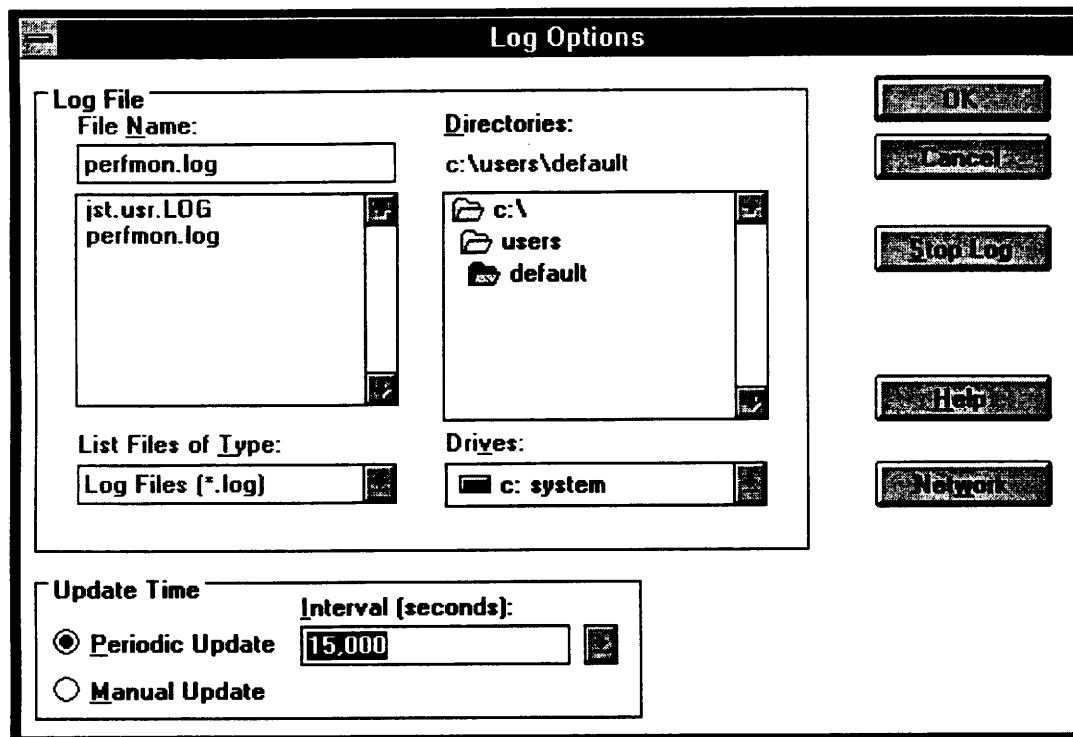 Log Options
Log File
File Name:
perfmon.log
jst.usr.LOG
perfmon.log
List Files of Type:
Log Files (*.log)
Directories:
c:\users\default
c:\
users
default
Drives:
c: system
OK
Cancel
Stop Log
Help
Network
Update Time
Periodic Update
Manual Update
Interval (seconds):
15,000